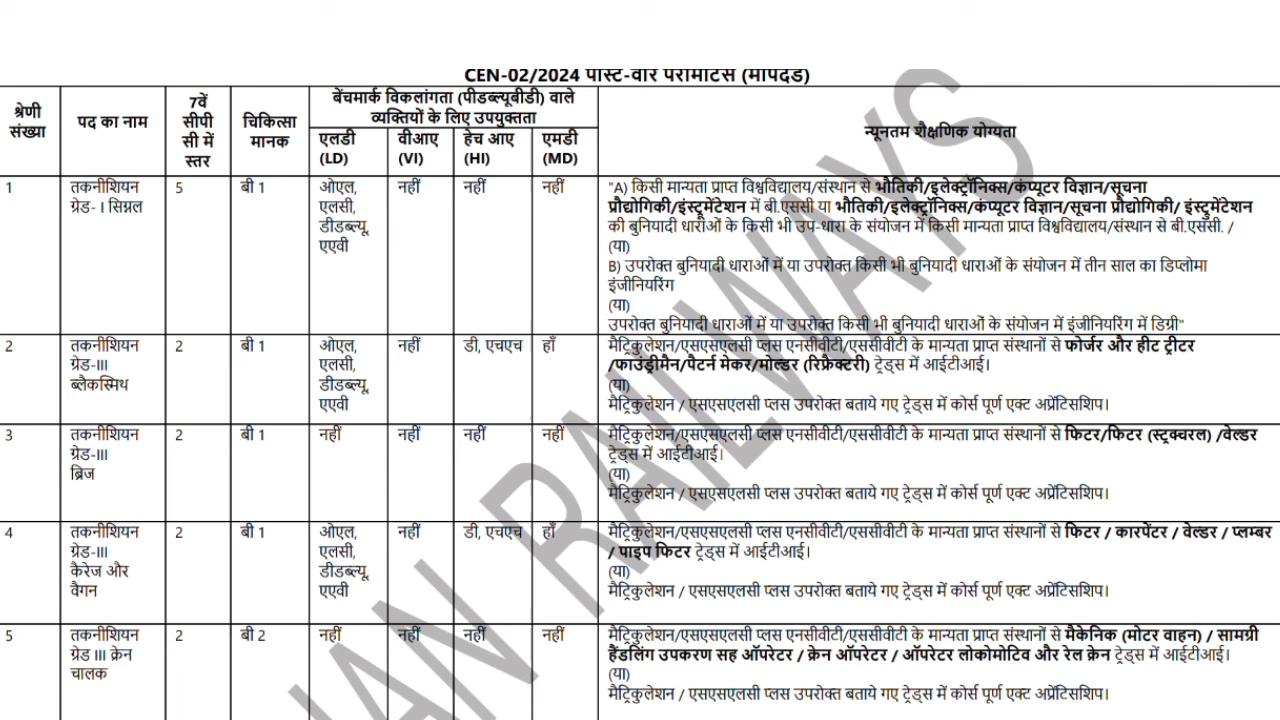 CEN-02/2024 पोस्ट-वार पैरामीटर्स (मापदंड)
श्रेणी संख्या
पद का नाम
7वें सीपी सी में स्तर
चिकित्सा मानक
बेंचमार्क विकलांगता (पीडब्ल्यूबीडी) वाले
व्यक्तियों के लिए उपयुक्तता
एलडी (LD)
वीआए (VI)
हेच आए (HI)
एमडी (MD)
न्यूनतम शैक्षणिक योग्यता
1
तकनीशियन
ग्रेड- I सिग्नल
5
बी 1
ओएल,
एलसी,
डीडब्ल्यू,
एएवी
नहीं
नहीं
नहीं
"A) किसी मान्यता प्राप्त विश्वविद्यालय/संस्थान से भौतिकी/इलेक्ट्रॉनिक्स/कंप्यूटर विज्ञान/सूचना
प्रौद्योगिकी/इंस्ट्रूमेंटेशन में बी.एससी या भौतिकी/इलेक्ट्रॉनिक्स/कंप्यूटर विज्ञान/सूचना प्रौद्योगिकी/ इंस्ट्रुमेंटेशन
की बुनियादी धाराओं के किसी भी उप-धारा के संयोजन में किसी मान्यता प्राप्त विश्वविद्यालय/संस्थान से बी.एससी. /
(या)
B) उपरोक्त बुनियादी धाराओं में या उपरोक्त किसी भी बुनियादी धाराओं के संयोजन में तीन साल का डिप्लोमा
इंजीनियरिंग
(या)
उपरोक्त बुनियादी धाराओं में या उपरोक्त किसी भी बुनियादी धाराओं के संयोजन में इंजीनियरिंग में डिग्री"
2
तकनीशियन
ग्रेड-III
ब्लैकस्मिथ
2
बी 1
ओएल,
एलसी,
डीडब्ल्यू,
एएवी
नहीं
डी, एचएच
हाँ
मैट्रिकुलेशन/एसएसएलसी प्लस एनसीवीटी/एससीवीटी के मान्यता प्राप्त संस्थानों से फोर्जर और हीट ट्रीटर
/फाउंड्रीमैन/पैटर्न मेकर/मोल्डर (रिफ्रैक्टरी) ट्रेड्स में आईटीआई।
(या)
मैट्रिकुलेशन / एसएसएलसी प्लस उपरोक्त बताये गए ट्रेड्स में कोर्स पूर्ण एक्ट अप्रेंटिसशिप।
3
तकनीशियन
ग्रेड-III
ब्रिज
2
बी 1
नहीं
नहीं
नहीं
नहीं
मैट्रिकुलेशन/एसएसएलसी प्लस एनसीवीटी/एससीवीटी के मान्यता प्राप्त संस्थानों से फिटर/फिटर (स्ट्रक्चरल) /वेल्डर
ट्रेड्स में आईटीआई।
(या)
मैट्रिकुलेशन / एसएसएलसी प्लस उपरोक्त बताये गए ट्रेड्स में कोर्स पूर्ण एक्ट अप्रेंटिसशिप।
4
तकनीशियन
ग्रेड-III
कैरेज और
वैगन
2
बी 1
ओएल,
एलसी,
डीडब्ल्यू,
एएवी
नहीं
डी, एचएच
हाँ
मैट्रिकुलेशन/एसएसएलसी प्लस एनसीवीटी/एससीवीटी के मान्यता प्राप्त संस्थानों से फिटर / कारपेंटर / वेल्डर / प्लम्बर
/ पाइप फिटर ट्रेड्स में आईटीआई।
(या)
मैट्रिकुलेशन / एसएसएलसी प्लस उपरोक्त बताये गए ट्रेड्स में कोर्स पूर्ण एक्ट अप्रेंटिसशिप।
5
तकनीशियन
ग्रेड III क्रेन
चालक
2
बी 2
नहीं
नहीं
नहीं
नहीं
मैट्रिकुलेशन/एसएसएलसी प्लस एनसीवीटी/एससीवीटी के मान्यता प्राप्त संस्थानों से मैकेनिक (मोटर वाहन) / सामग्री
हैंडलिंग उपकरण सह ऑपरेटर / क्रेन ऑपरेटर / ऑपरेटर लोकोमोटिव और रेल क्रेन ट्रेड्स में आईटीआई।
(या)
मैट्रिकुलेशन / एसएसएलसी प्लस उपरोक्त बताये गए ट्रेड्स में कोर्स पूर्ण एक्ट अप्रेंटिसशिप।
AN RAILWAYS